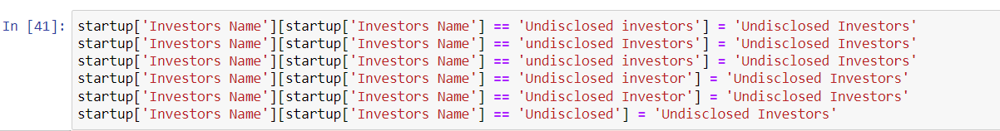 In [41]: startup['Investors Name'][startup['Investors Name'] == 'Undisclosed investors'] = 'Undisclosed Investors'
startup['Investors Name'][startup['Investors Name'] == 'undisclosed Investors'] = 'Undisclosed Investors'
startup['Investors Name'][startup['Investors Name'] == 'undisclosed investors'] = 'Undisclosed Investors'
startup['Investors Name'][startup['Investors Name'] == 'Undisclosed investor'] = 'Undisclosed Investors'
startup['Investors Name'][startup['Investors Name'] == 'Undisclosed Investor'] = 'Undisclosed Investors'
startup['Investors Name'][startup['Investors Name'] == 'Undisclosed'] = 'Undisclosed Investors'